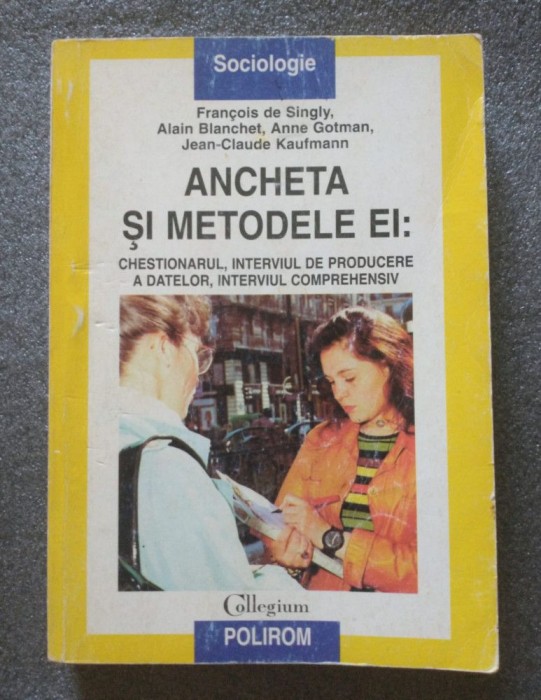 Sociologie
François de Singly,
Alain Blanchet, Anne Gotman,
Jean-Claude Kaufmann
ANCHETA
ŞI METODELE EI:
CHESTIONARUL, INTERVIUL DE PRODUCERE
A DATELOR, INTERVIUL COMPREHENSIV
Collegium
POLIROM